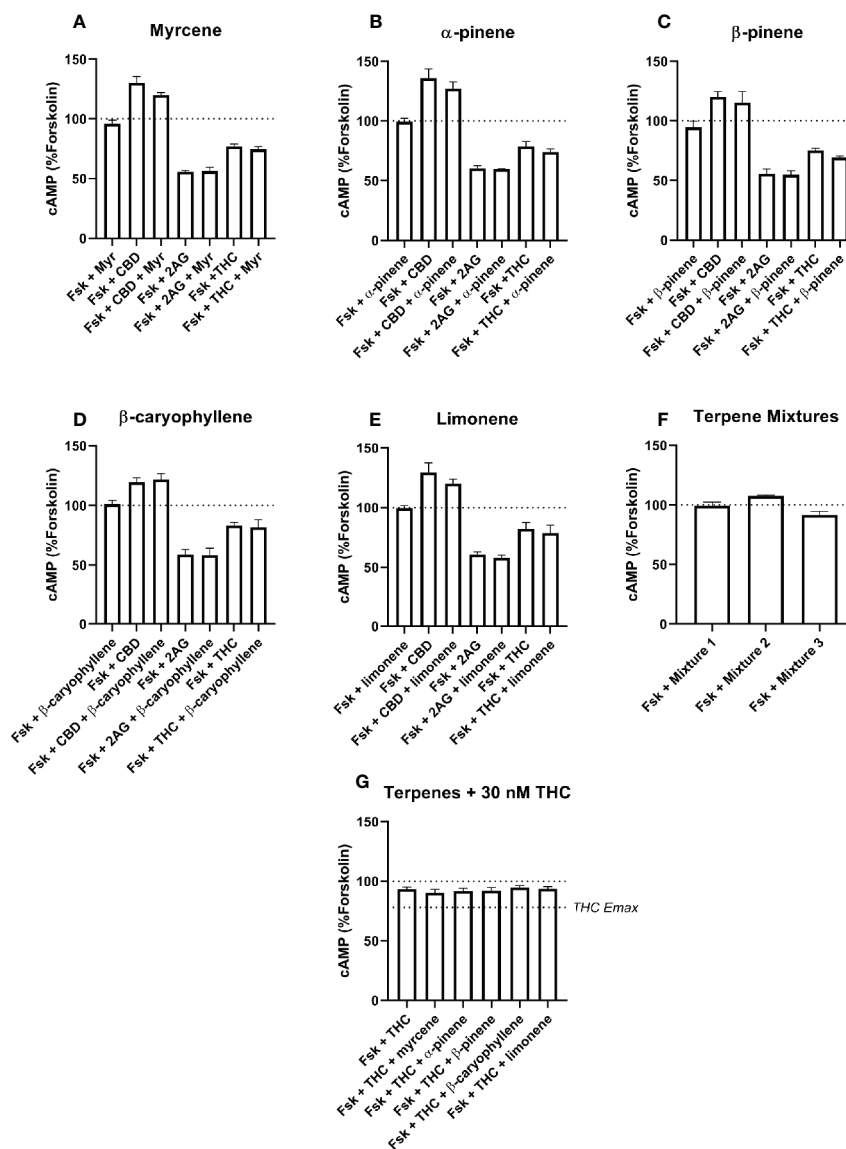 A
Myrcene
cAMP (%Forskolin)
150
100
50
0
Fsk + Myr
Fsk + CBD
Fsk + CBD + Myr
Fsk + 2AG
Fsk + 2AG + Myr
Fsk +THC
Fsk + THC + Myr
B
α-pinene
cAMP (%Forskolin)
150
100
50
0
Fsk + α-pinene
Fsk + CBD
Fsk + CBD + α-pinene
Fsk + 2AG
Fsk + 2AG + α-pinene
Fsk +THC
Fsk + THC + α-pinene
C
β-pinene
cAMP (%Forskolin)
150
100
50
0
Fsk + β-pinene
Fsk + CBD
Fsk + CBD + β-pinene
Fsk + 2AG
Fsk + 2AG + β-pinene
Fsk + THC
Fsk + THC + β-pinene
D
β-caryophyllene
cAMP (%Forskolin)
150
100
50
0
Fsk + β-caryophyllene
Fsk + CBD
Fsk + CBD + β-caryophyllene
Fsk + 2AG
Fsk + 2AG + β-caryophyllene
Fsk + THC
Fsk + THC + β-caryophyllene
E
Limonene
cAMP (%Forskolin)
150
100
50
0
Fsk + limonene
Fsk + CBD
Fsk + CBD + limonene
Fsk + 2AG
Fsk + 2AG + limonene
Fsk + THC
Fsk + THC + limonene
F
Terpene Mixtures
cAMP (%Forskolin)
150
100
50
0
Fsk + Mixture 1
Fsk + Mixture 2
Fsk + Mixture 3
G
Terpenes + 30 nM THC
cAMP (%Forskolin)
150
100
50
0
THC Emax
Fsk + THC
Fsk + THC + myrcene
Fsk + THC + α-pinene
Fsk + THC + β-pinene
Fsk + THC + β-caryophyllene
Fsk + THC + limonene